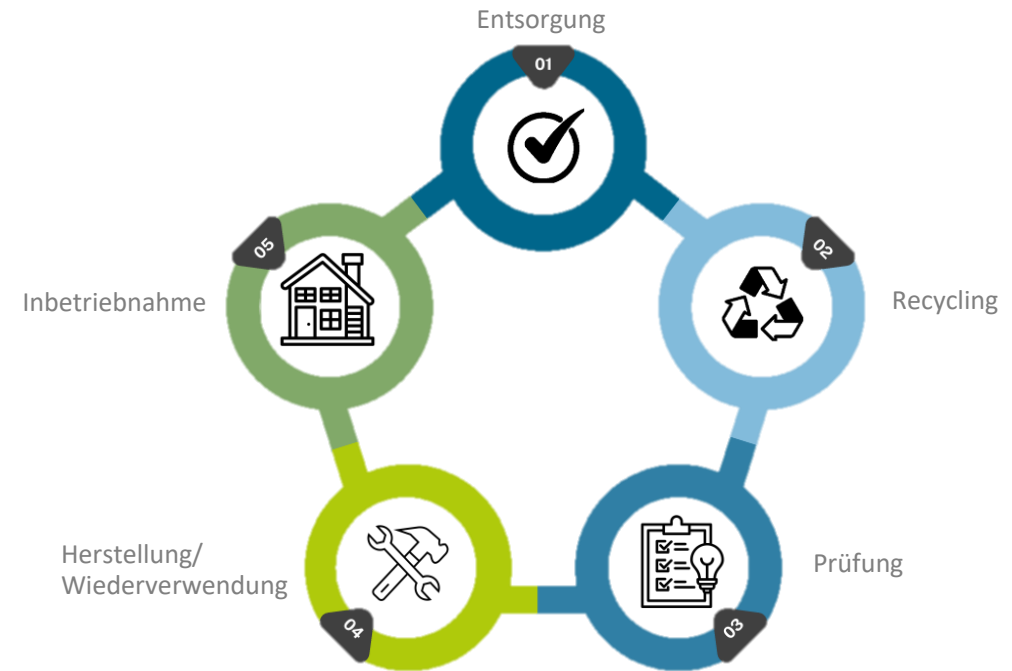 Entsorgung
01
02
Recycling
03
Prüfung
04
Herstellung/
Wiederverwendung
05
Inbetriebnahme